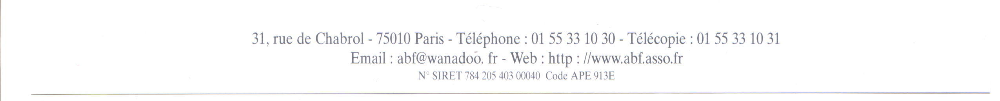 31, rue de Chabrol - 75010 Paris - Téléphone : 01 55 33 10 30 - Télécopie : 01 55 33 10 31
Email : abf@wanadoo. fr - Web : http : //www.abf.asso.fr
N° SIRET 784 205 403 00040 Code APE 913E